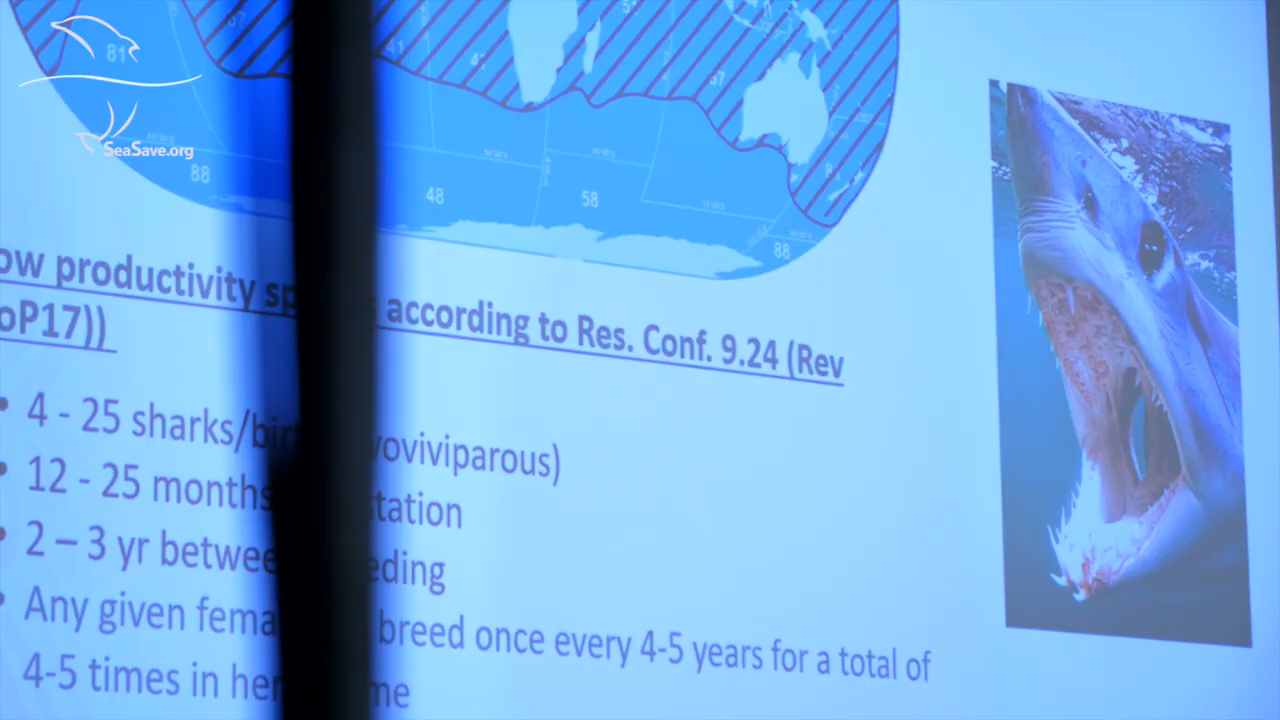 81
SeaSave.org
88
48
58
88
ow productivity sp according to Res. Conf. 9.24 (Rev
oP17))
4 - 25 sharks/bi voviviparous)
12 - 25 months tation
2 – 3 yr betwee eding
Any given fema breed once every 4-5 years for a total of
4-5 times in her me